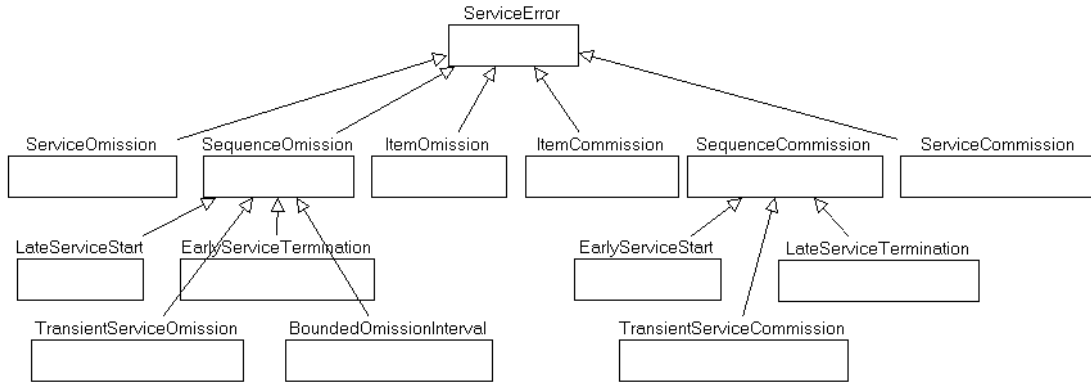 ServiceError
ServiceOmission
SequenceOmission
ItemOmission
ItemCommission
SequenceCommission
ServiceCommission
LateServiceStart
EarlyServiceTermination
EarlyServiceStart
LateServiceTermination
TransientServiceOmission
BoundedOmissionInterval
TransientServiceCommission